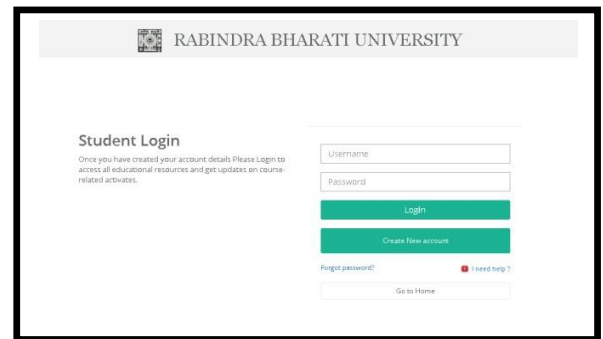 RABINDRA BHARATI UNIVERSITY
Student Login
Once you have created your account details Please Login to
access all educational resources and get updates on course-
related activates.
Username
Password
Login
Create New account
Forgot password?
I need help ?
Go to Home